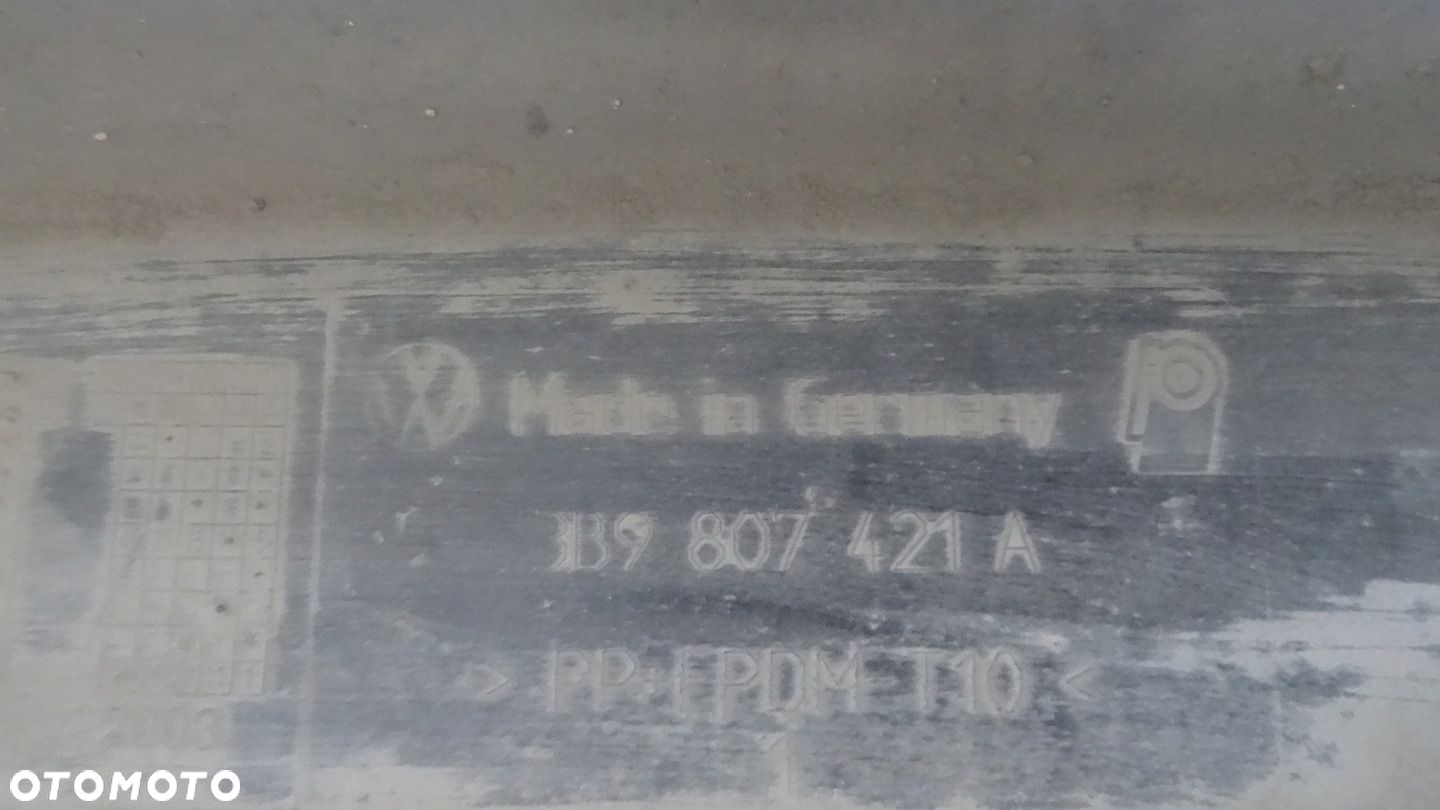 Made in Germany
3B9 807 421 A
> PP+EPDM-T10 <
OTOMOTO